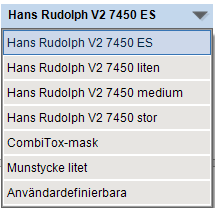 Hans Rudolph V2 7450 ES
Hans Rudolph V2 7450 ES
Hans Rudolph V2 7450 liten
Hans Rudolph V2 7450 medium
Hans Rudolph V2 7450 stor
CombiTox-mask
Munstycke litet
Användardefinierbara